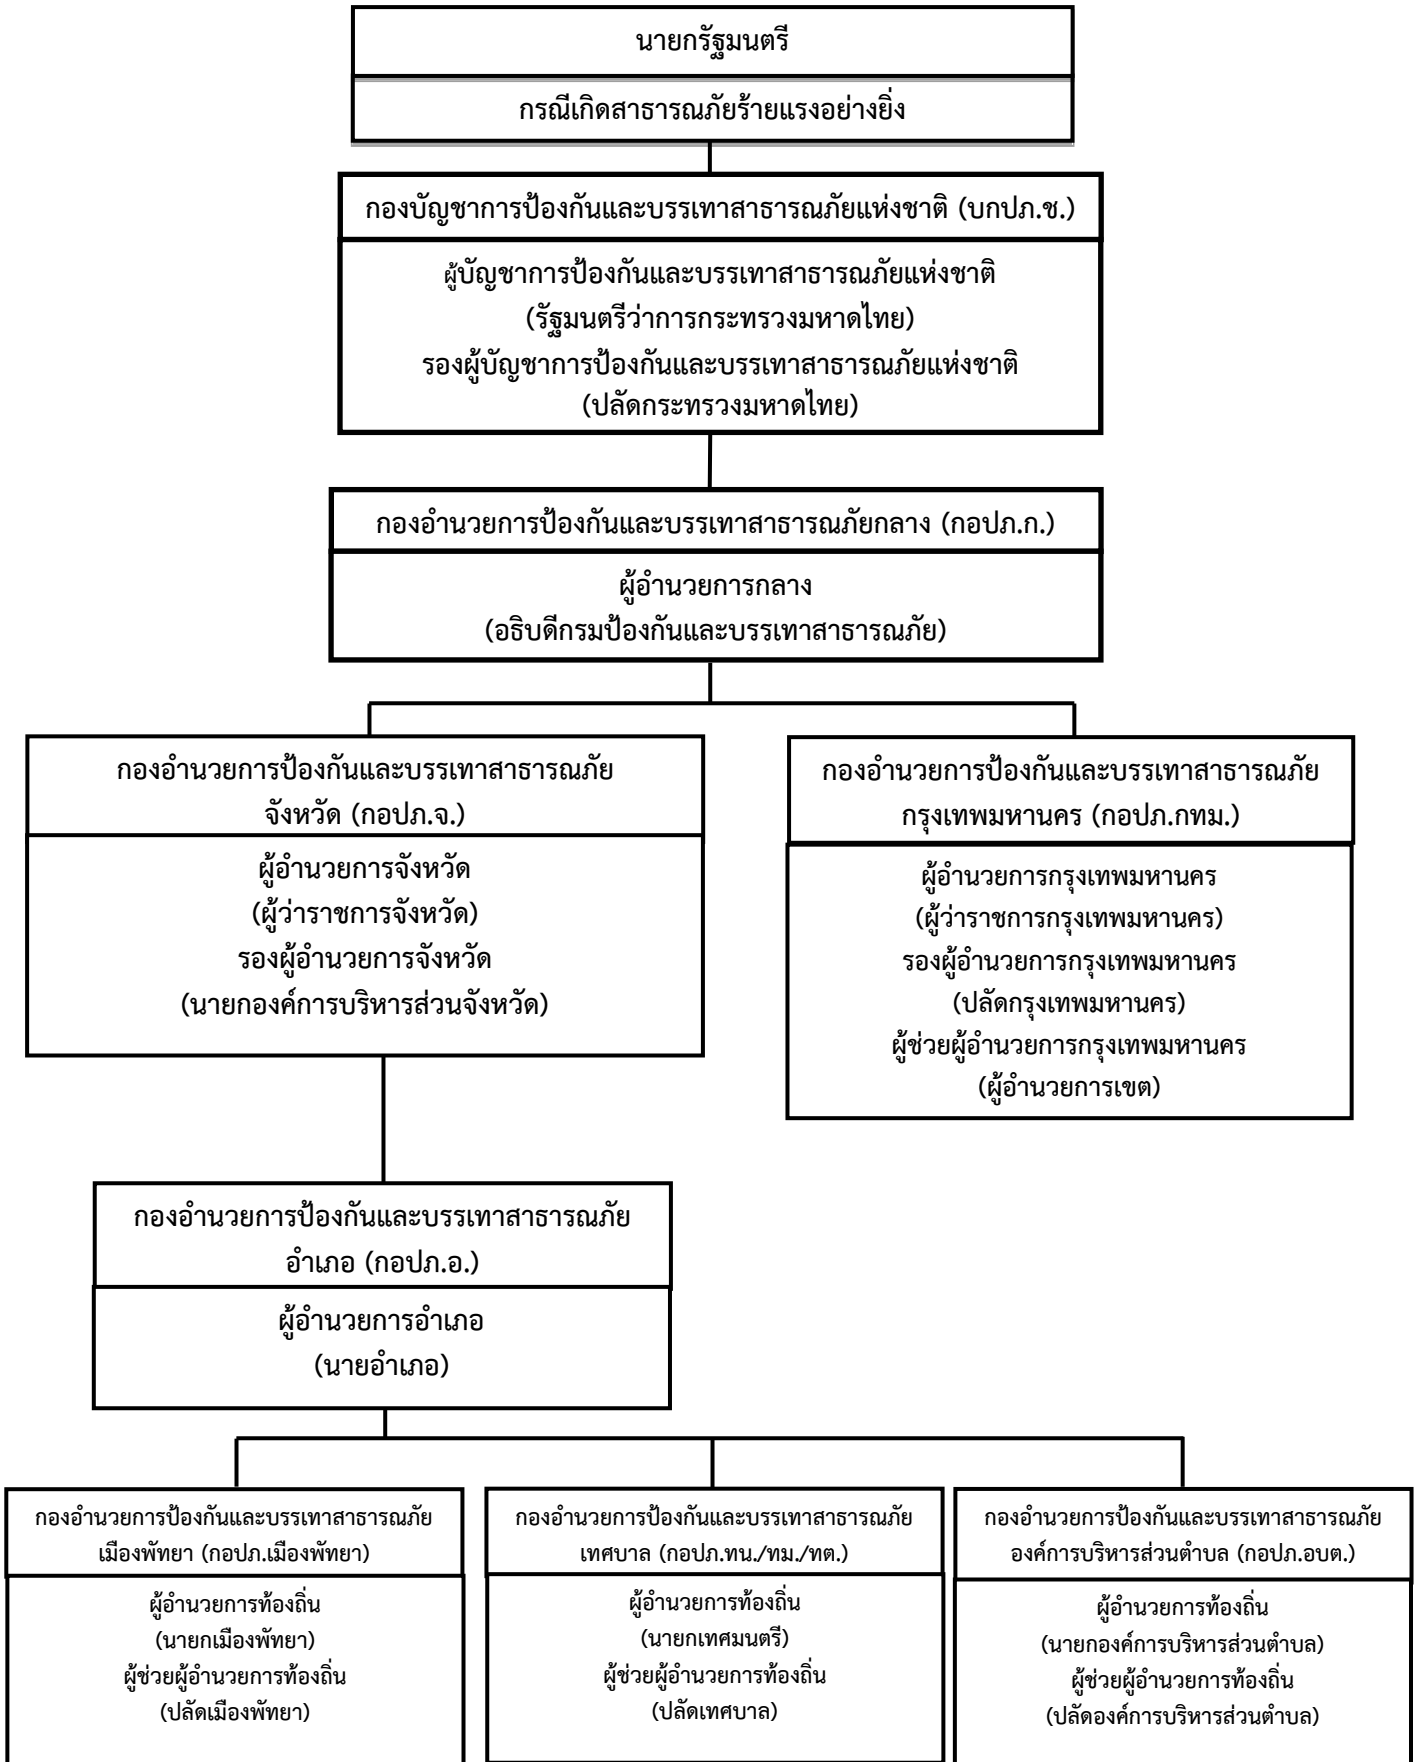 นายกรัฐมนตรี
กรณีเกิดสาธารณภัยร้ายแรงอย่างยิ่ง
กองบัญชาการป้องกันและบรรเทาสาธารณภัยแห่งชาติ (บกปภ.ช.)
ผู้บัญชาการป้องกันและบรรเทาสาธารณภัยแห่งชาติ
(รัฐมนตรีว่าการกระทรวงมหาดไทย)
รองผู้บัญชาการป้องกันและบรรเทาสาธารณภัยแห่งชาติ
(ปลัดกระทรวงมหาดไทย)
กองอำนวยการป้องกันและบรรเทาสาธารณภัยกลาง (กอปภ.ก.)
ผู้อำนวยการกลาง
(อธิบดีกรมป้องกันและบรรเทาสาธารณภัย)
กองอำนวยการป้องกันและบรรเทาสาธารณภัย
จังหวัด (กอปภ.จ.)
ผู้อำนวยการจังหวัด
(ผู้ว่าราชการจังหวัด)
รองผู้อำนวยการจังหวัด
(นายกองค์การบริหารส่วนจังหวัด)
กองอำนวยการป้องกันและบรรเทาสาธารณภัย
กรุงเทพมหานคร (กอปภ.กทม.)
ผู้อำนวยการกรุงเทพมหานคร
(ผู้ว่าราชการกรุงเทพมหานคร)
รองผู้อำนวยการกรุงเทพมหานคร
(ปลัดกรุงเทพมหานคร)
ผู้ช่วยผู้อำนวยการกรุงเทพมหานคร
(ผู้อำนวยการเขต)
กองอำนวยการป้องกันและบรรเทาสาธารณภัย
อำเภอ (กอปภ.อ.)
ผู้อำนวยการอำเภอ
(นายอำเภอ)
กองอำนวยการป้องกันและบรรเทาสาธารณภัย
เมืองพัทยา (กอปภ.เมืองพัทยา)
ผู้อำนวยการท้องถิ่น
(นายกเมืองพัทยา)
ผู้ช่วยผู้อำนวยการท้องถิ่น
(ปลัดเมืองพัทยา)
กองอำนวยการป้องกันและบรรเทาสาธารณภัย
เทศบาล (กอปภ.ทน./ทม./ทต.)
ผู้อำนวยการท้องถิ่น
(นายกเทศมนตรี)
ผู้ช่วยผู้อำนวยการท้องถิ่น
(ปลัดเทศบาล)
กองอำนวยการป้องกันและบรรเทาสาธารณภัย
องค์การบริหารส่วนตำบล (กอปภ.อบต.)
ผู้อำนวยการท้องถิ่น
(นายกองค์การบริหารส่วนตำบล)
ผู้ช่วยผู้อำนวยการท้องถิ่น
(ปลัดองค์การบริหารส่วนตำบล)